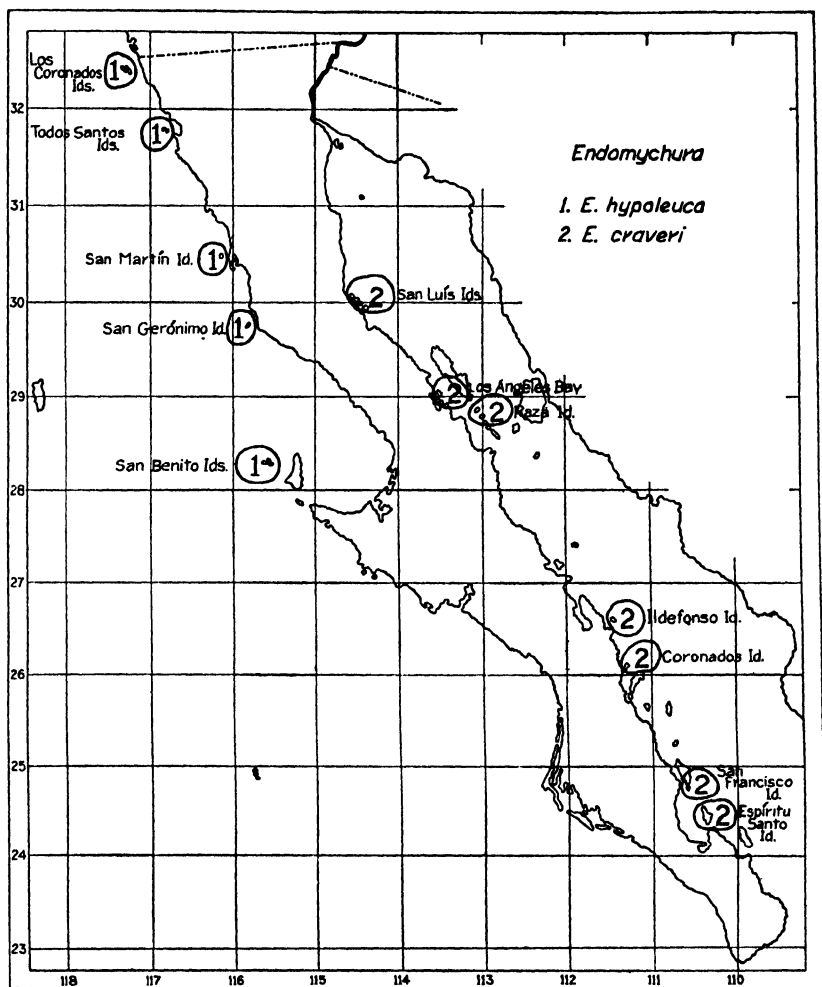 Endomychura
1. E. hypoleuca
2. E. craveri
Los
Coronados
Ids.
1
Todos Santos
Ids.
1
San Martín Id.
1
San Gerónimo Id.
1
San Benito Ids.
1
2
San Luís Ids.
2
Los Angeles Bay
2
Raza Id.
2
Ildefonso Id.
2
Coronados Id.
2
San
Francisco
Id.
2
Espíritu
Santo
Id.
32
31
30
29
28
27
26
25
24
23
118 117 116 115 114 113 112 111 110